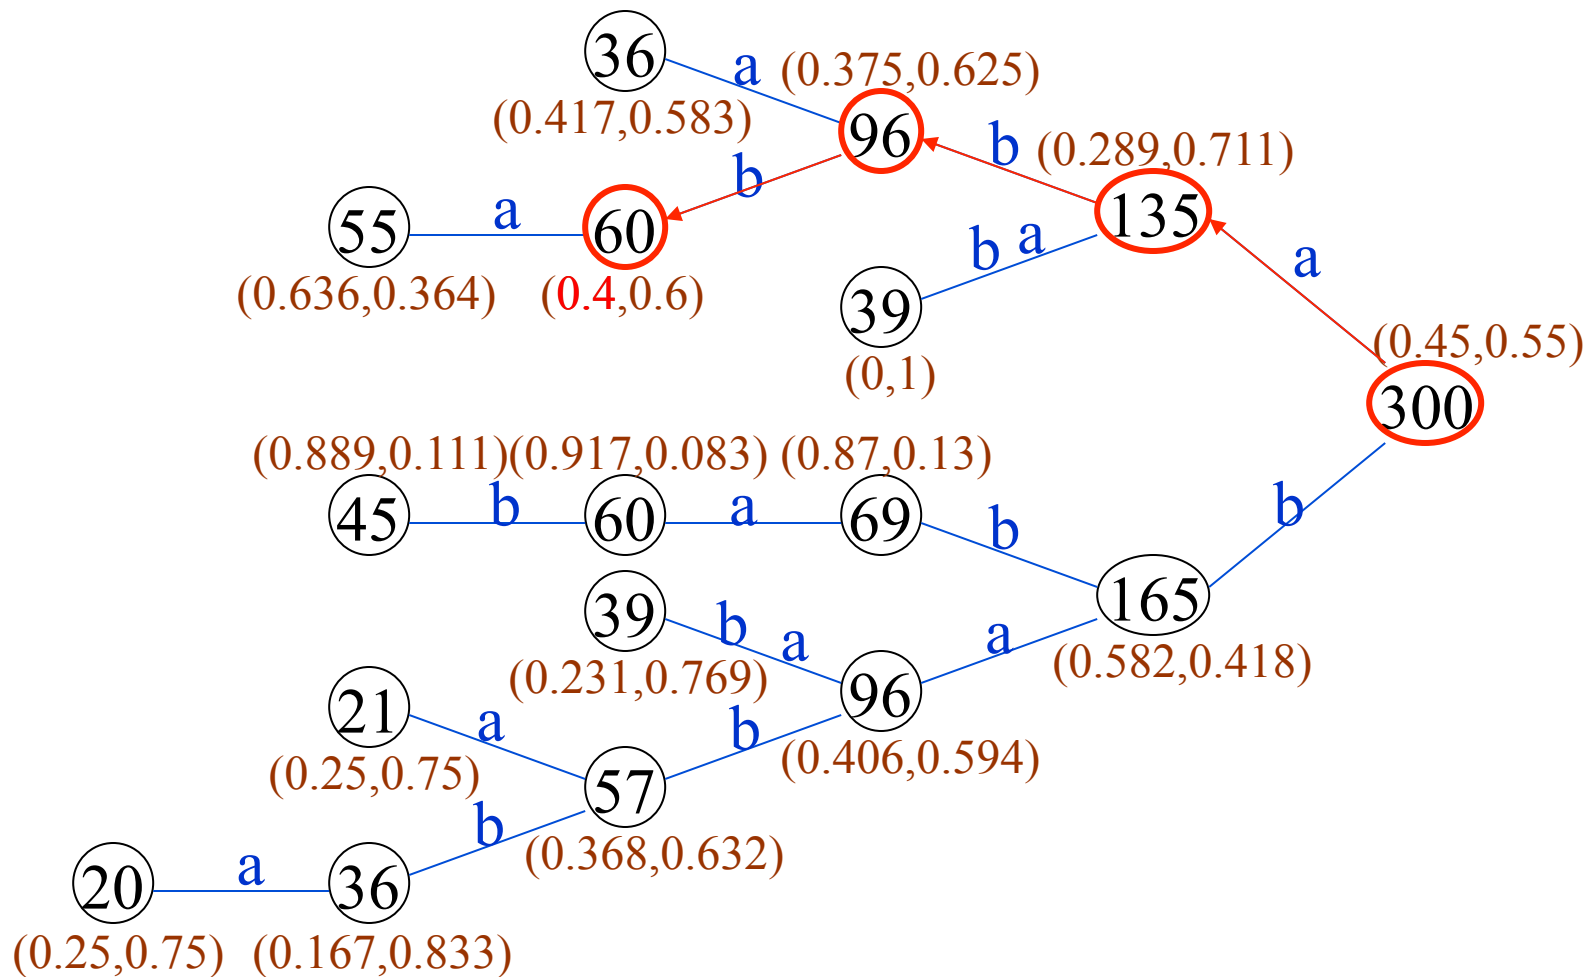 36
a (0.375,0.625)
(0.417,0.583)
96
b (0.289,0.711)
b
55
a
60
135
b a
a
(0.636,0.364) (0.4,0.6)
39
(0,1)
(0.45,0.55)
300
(0.889,0.111)(0.917,0.083) (0.87,0.13)
45
b
60
a
69
b
b
39
b a
a
165
(0.231,0.769)
(0.582,0.418)
21
a
b
96
(0.25,0.75)
(0.406,0.594)
57
b
(0.368,0.632)
20
a
36
(0.25,0.75) (0.167,0.833)